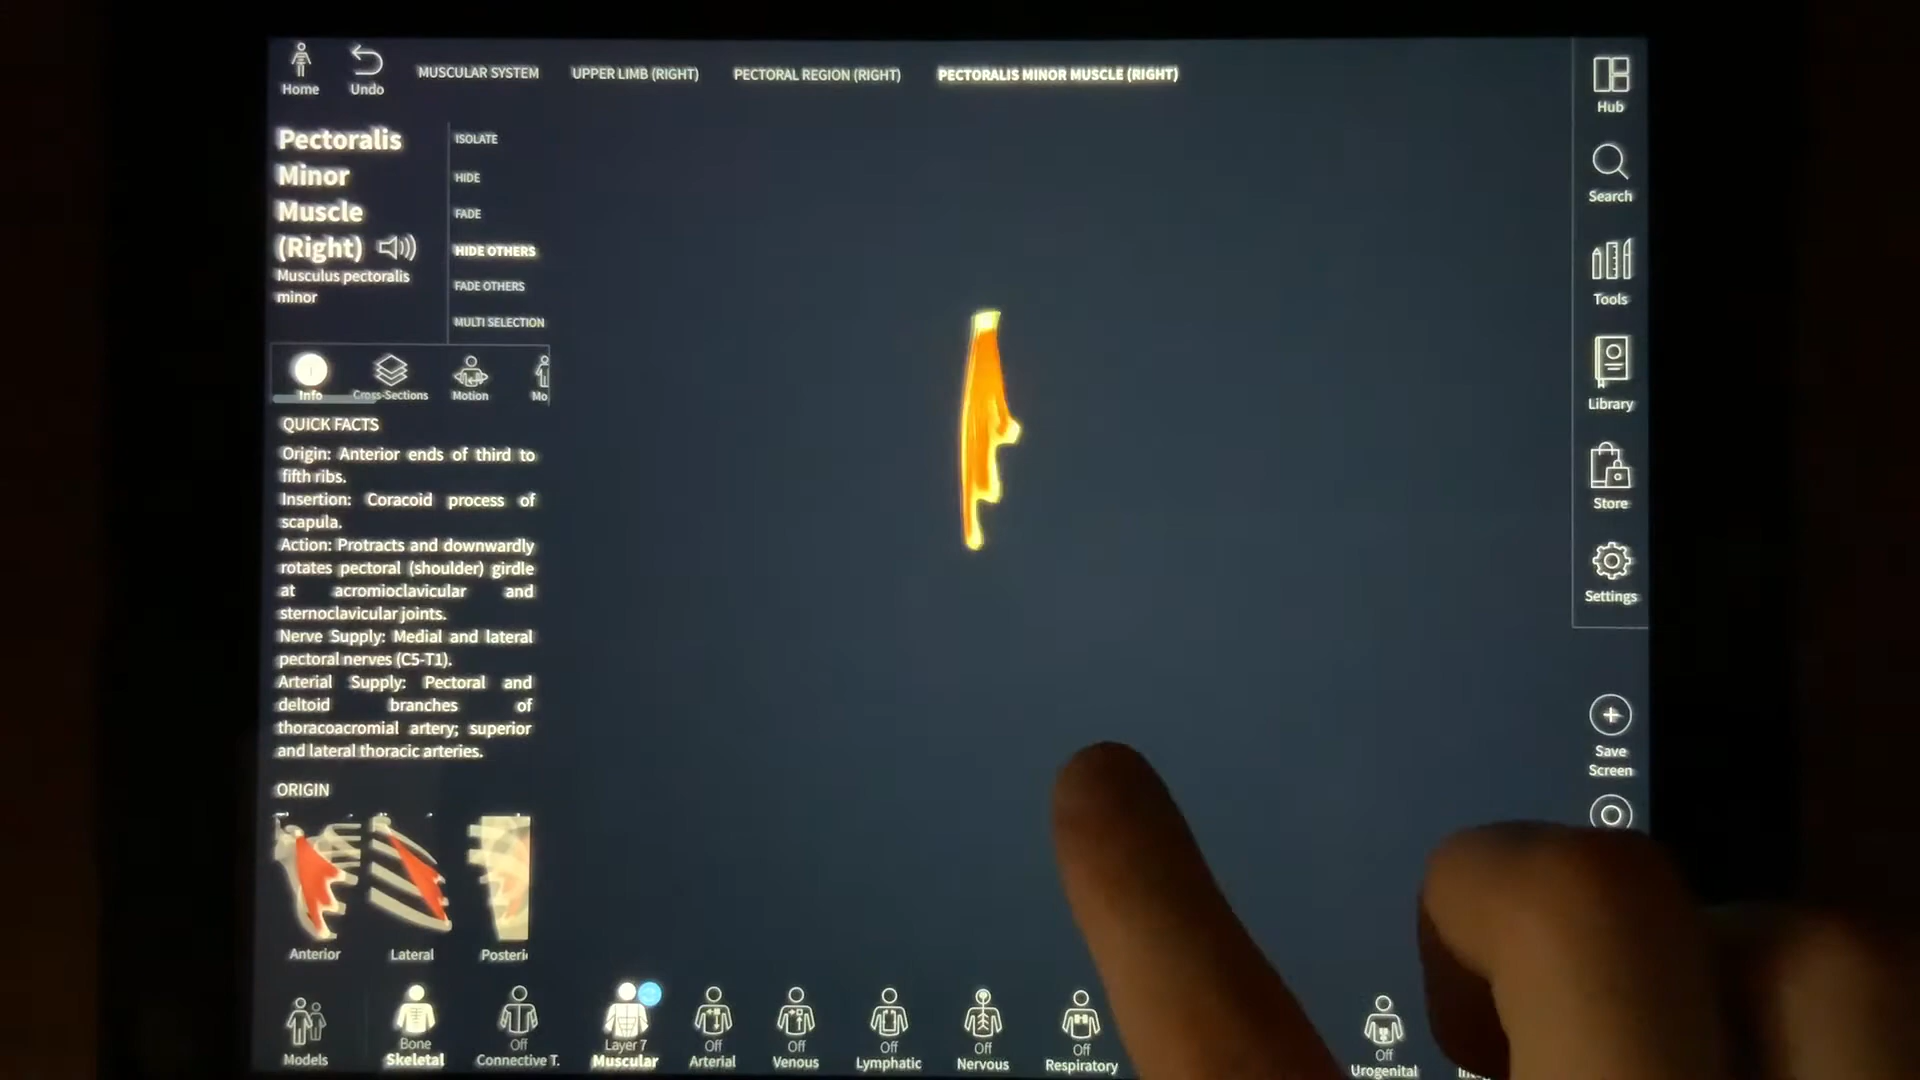 Home
Undo
MUSCULAR SYSTEM
UPPER LIMB (RIGHT)
PECTORAL REGION (RIGHT)
PECTORALIS MINOR MUSCLE (RIGHT)
Pectoralis
Minor
Muscle
(Right)
Musculus pectoralis
minor
ISOLATE
HIDE
FADE
HIDE OTHERS
FADE OTHERS
MULTI SELECTION
Info
Cross-Sections
Motion
Mo
QUICK FACTS
Origin: Anterior ends of third to
fifth ribs.
Insertion: Coracoid process of
scapula.
Action: Protracts and downwardly
rotates pectoral (shoulder) girdle
at acromioclavicular and
sternoclavicular joints.
Nerve Supply: Medial and lateral
pectoral nerves (C5-T1).
Arterial Supply: Pectoral and
deltoid branches of
thoracoacromial artery; superior
and lateral thoracic arteries.
ORIGIN
Anterior
Lateral
Posteri
Hub
Search
Tools
Library
Store
Settings
Save
Screen
Models
Bone
Skeletal
Off
Connective T.
Layer 7
Muscular
Off
Arterial
Off
Venous
Off
Lymphatic
Off
Nervous
Off
Respiratory
Off
Urogenital